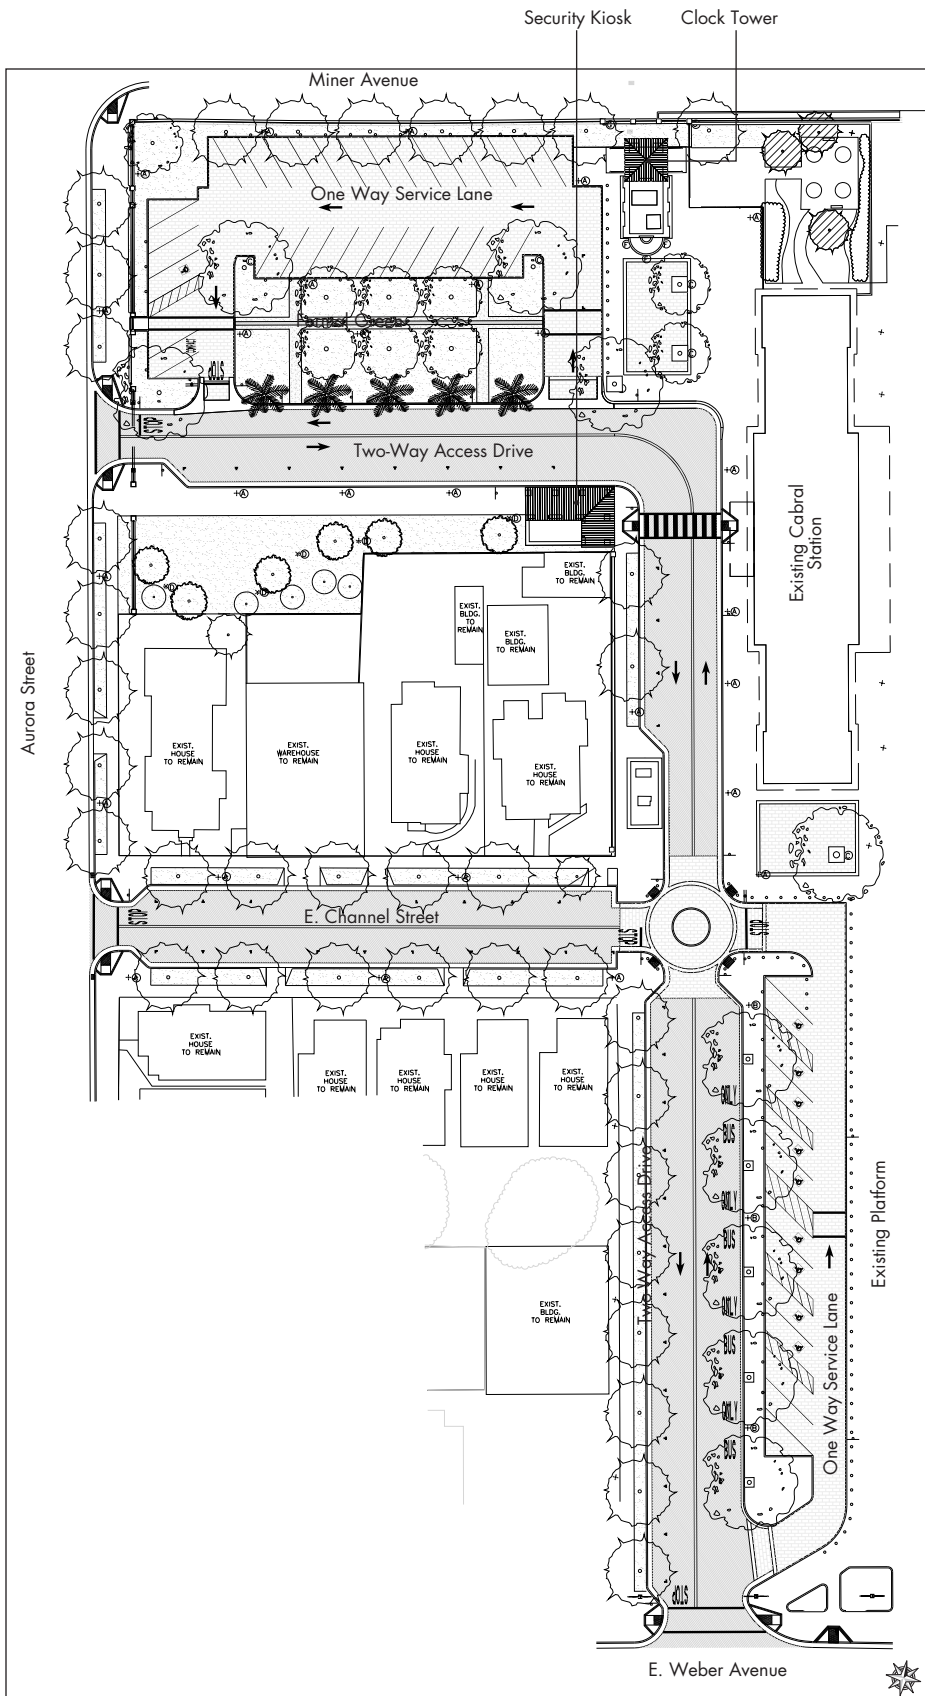 Security Kiosk
Clock Tower
Miner Avenue
One Way Service Lane
STOP
STOP
Two-Way Access Drive
Existing Cabral
Station
EXIST.
BLDG.
TO REMAIN
EXIST.
BLDG.
TO
REMAIN
EXIST.
BLDG.
TO REMAIN
Aurora Street
EXIST.
HOUSE
TO REMAIN
EXIST.
WAREHOUSE
TO REMAIN
EXIST.
HOUSE
TO REMAIN
EXIST.
HOUSE
TO REMAIN
E. Channel Street
STOP
STOP
STOP
EXIST.
HOUSE
TO REMAIN
EXIST.
HOUSE
TO REMAIN
EXIST.
HOUSE
TO REMAIN
EXIST.
HOUSE
TO REMAIN
EXIST.
HOUSE
TO REMAIN
ONLY
BUS
ONLY
BUS
ONLY
BUS
ONLY
BUS
Two Way Access Drive
Existing Platform
One Way Service Lane
EXIST.
BLDG.
TO REMAIN
STOP
E. Weber Avenue